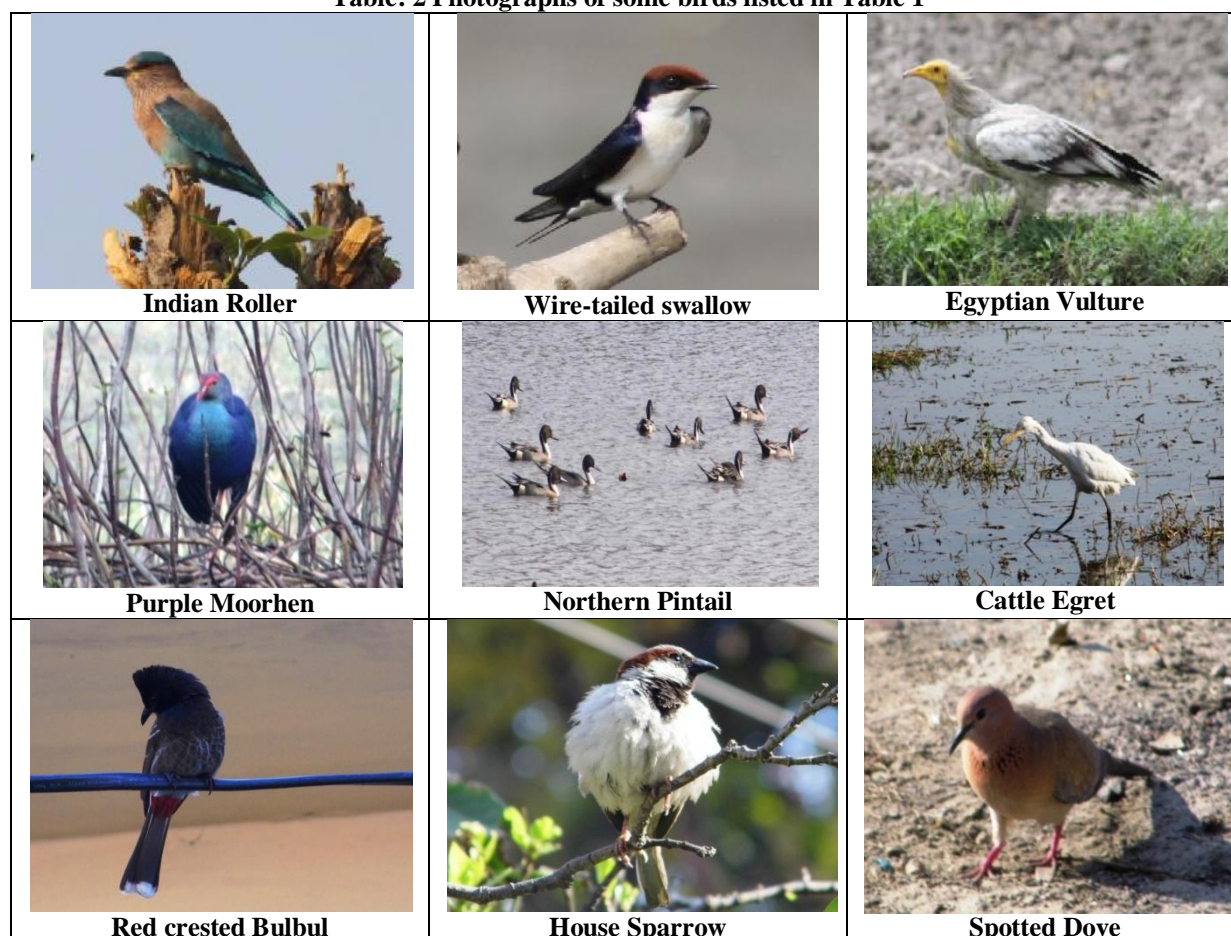 Table: 2 Photographs of some birds listed in Table 1
Indian Roller
Wire-tailed swallow
Egyptian Vulture
Purple Moorhen
Northern Pintail
Cattle Egret
Red crested Bulbul
House Sparrow
Spotted Dove